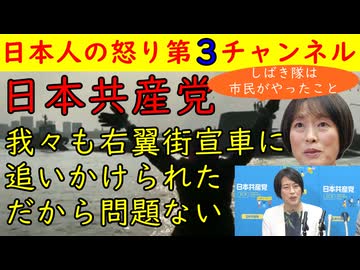 日本人の怒り第3チャンネル
しばき隊は
市民がやったこと
日本共産党
我々も右翼街宣車に
追いかけられた
だから問題ない
日本共産党
日本共産党